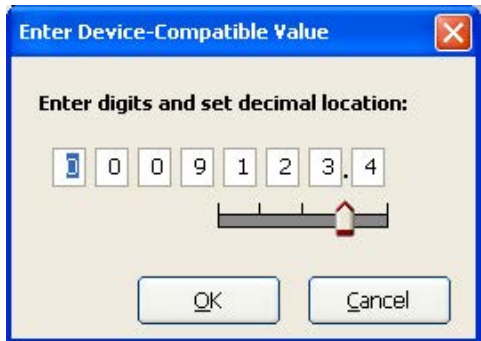 Enter Device-Compatible Value
Enter digits and set decimal location:
0 0 0 9 1 2 3 . 4
OK Cancel